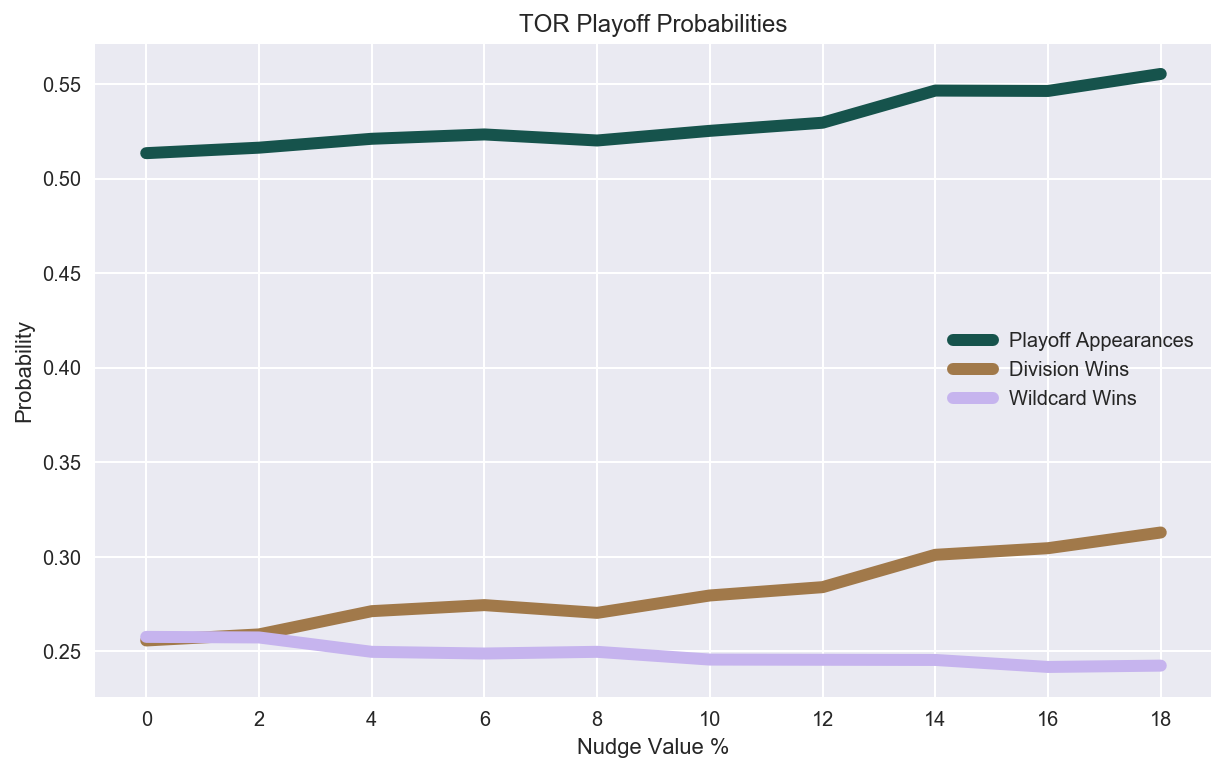 TOR Playoff Probabilities
0.55
0.50
0.45
0.40
0.35
0.30
0.25
Probability
Playoff Appearances
Division Wins
Wildcard Wins
0 2 4 6 8 10 12 14 16 18
Nudge Value %